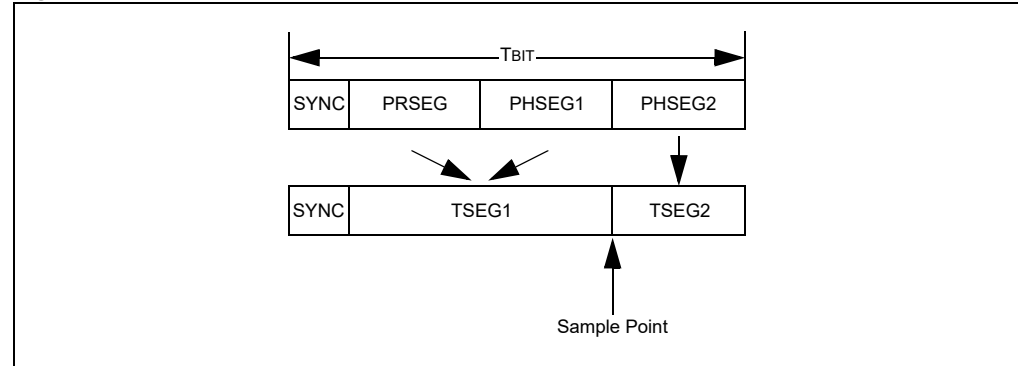 TBIT
SYNC PRSEG PHSEG1 PHSEG2
SYNC TSEG1 TSEG2
Sample Point